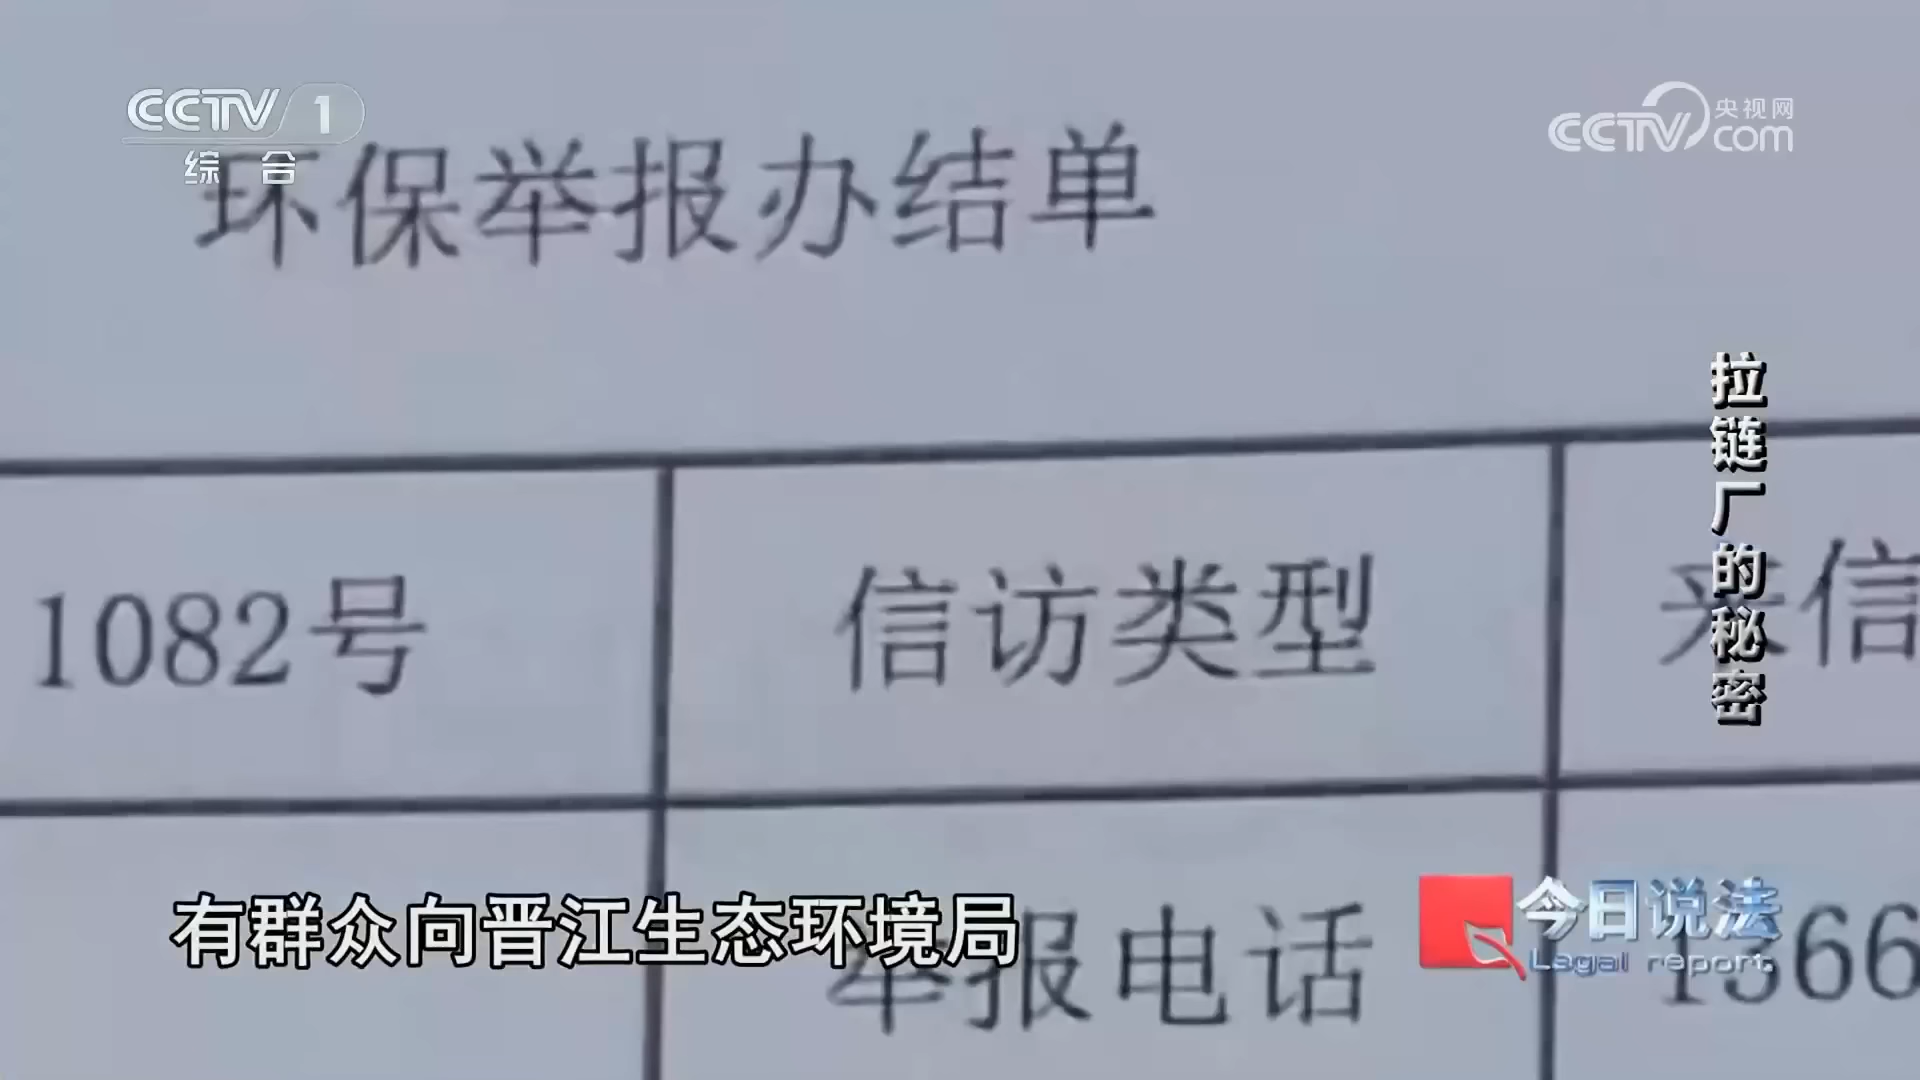 CCTV 1
综合
央视网
CCTV.com
环保举报办结单
拉链厂的秘密
1082号
信访类型
来信
有群众向晋江生态环境局
举报电话
1366
今日说法
Legal report